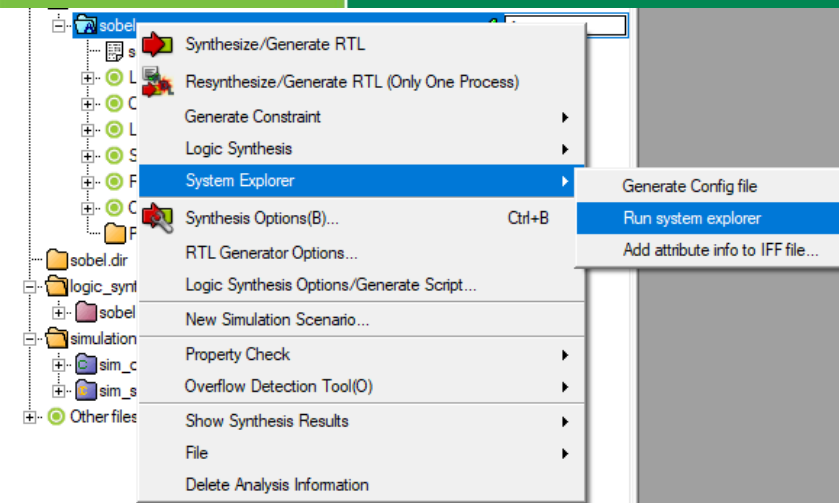 sobel
s
Synthesize/Generate RTL
L
Resynthesize/Generate RTL (Only One Process)
C
Generate Constraint
L
Logic Synthesis
S
System Explorer
Generate Config file
F
C
Synthesis Options(B)... Ctrl+B
Run system explorer
F
RTL Generator Options...
Add attribute info to IFF file...
sobel.dir
Logic Synthesis Options/Generate Script...
logic_synt
sobel
New Simulation Scenario...
simulation
Property Check
sim_c
Overflow Detection Tool(O)
sim_s
Other files
Show Synthesis Results
File
Delete Analysis Information